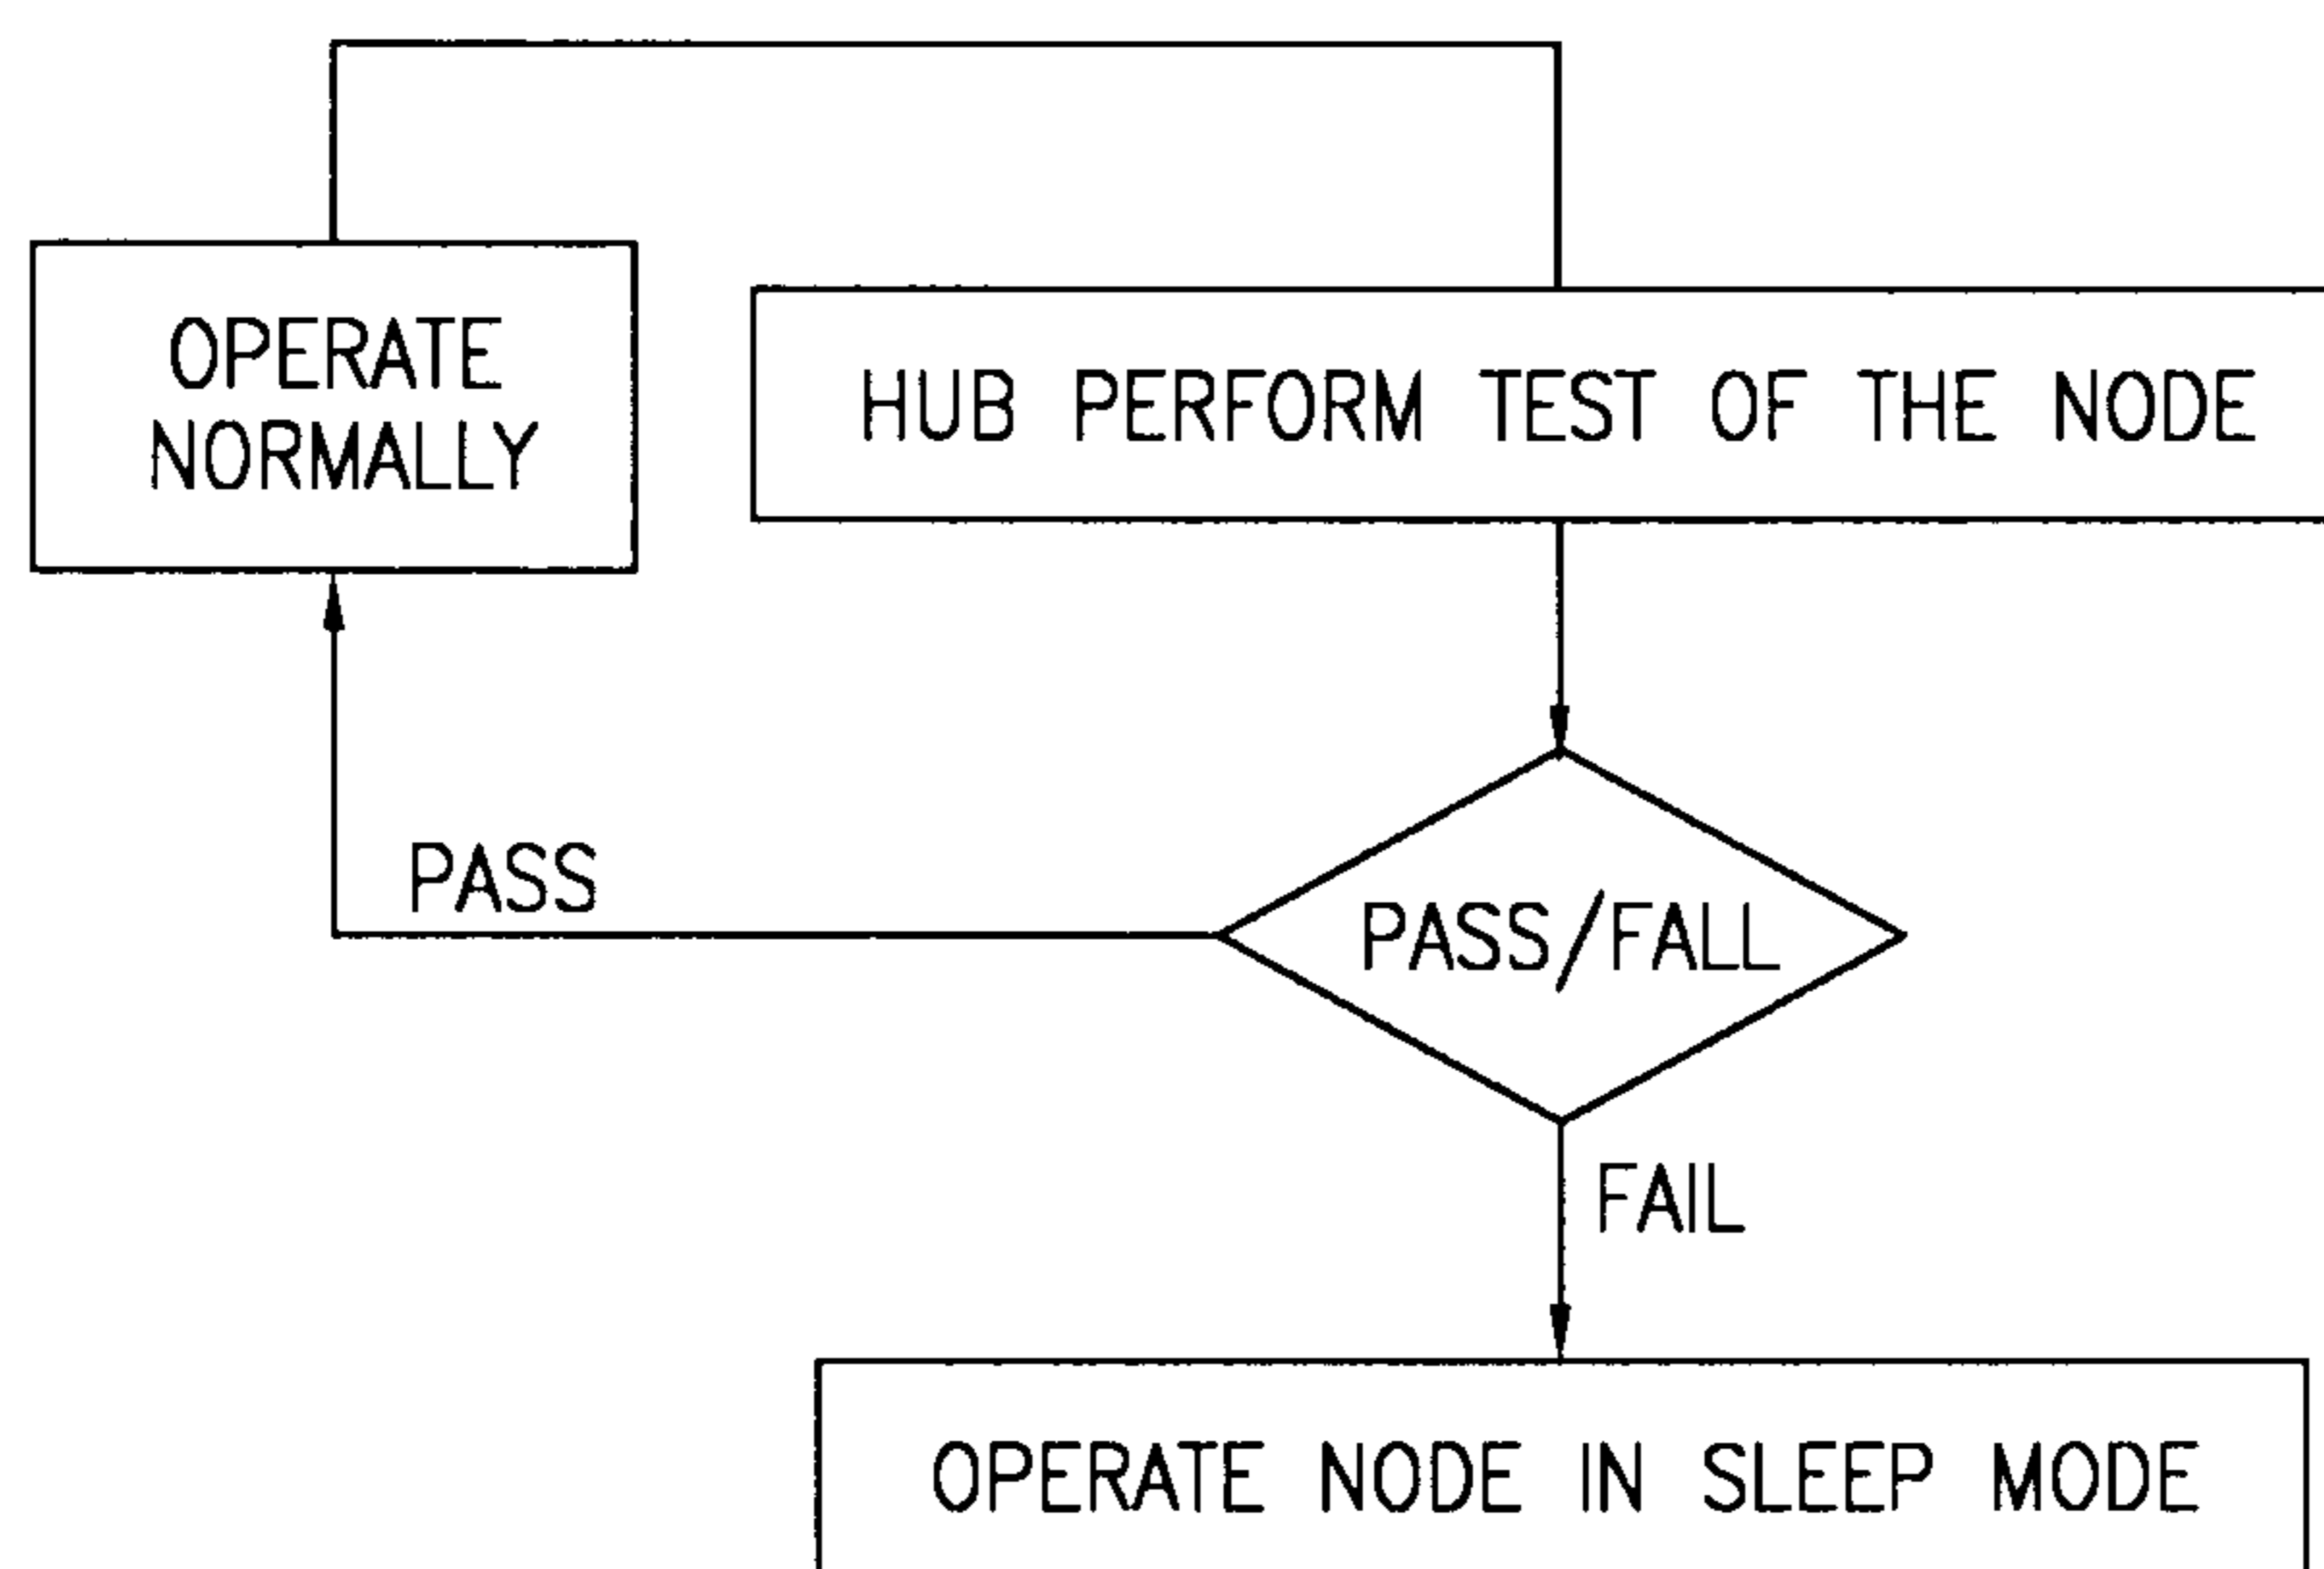 OPERATE
NORMALLY
HUB PERFORM TEST OF THE NODE
PASS
PASS/FALL
FAIL
OPERATE NODE IN SLEEP MODE